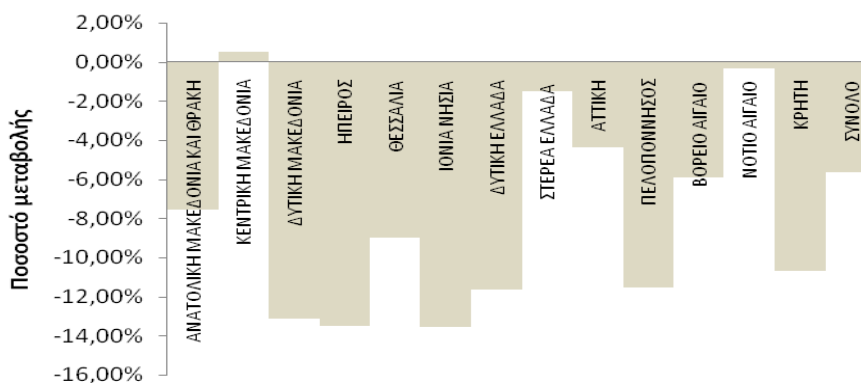 2,00%
0,00%
-2,00%
-4,00%
-6,00%
-8,00%
-10,00%
-12,00%
-14,00%
-16,00%
Ποσοστό μεταβολής
ΑΝΑΤΟΛΙΚΗ ΜΑΚΕΔΟΝΙΑ ΚΑΙ ΘΡΑΚΗ
ΚΕΝΤΡΙΚΗ ΜΑΚΕΔΟΝΙΑ
ΔΥΤΙΚΗ ΜΑΚΕΔΟΝΙΑ
ΗΠΕΙΡΟΣ
ΘΕΣΣΑΛΙΑ
ΙΟΝΙΑ ΝΗΣΙΑ
ΔΥΤΙΚΗ ΕΛΛΑΔΑ
ΣΤΕΡΕΑ ΕΛΛΑΔΑ
ΑΤΤΙΚΗ
ΠΕΛΟΠΟΝΝΗΣΟΣ
ΒΟΡΕΙΟ ΑΙΓΑΙΟ
ΝΟΤΙΟ ΑΙΓΑΙΟ
ΚΡΗΤΗ
ΣΥΝΟΛΟ